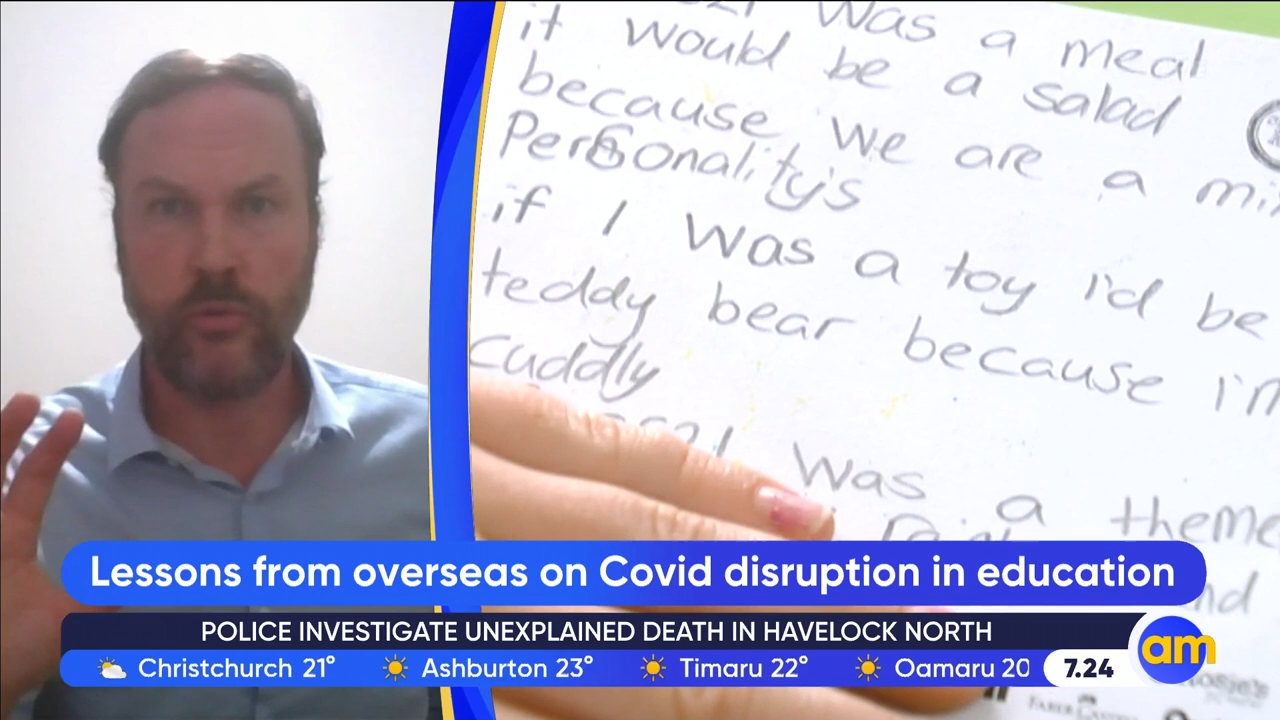 was a meal
it would be a salad
because we are a
Personality's
if I was a toy i'd be
teddy bear because i'm
cuddly
was a theme
Lessons from overseas on Covid disruption in education
POLICE INVESTIGATE UNEXPLAINED DEATH IN HAVELOCK NORTH
Christchurch 21° Ashburton 23° Timaru 22° Oamaru 20
7.24
am